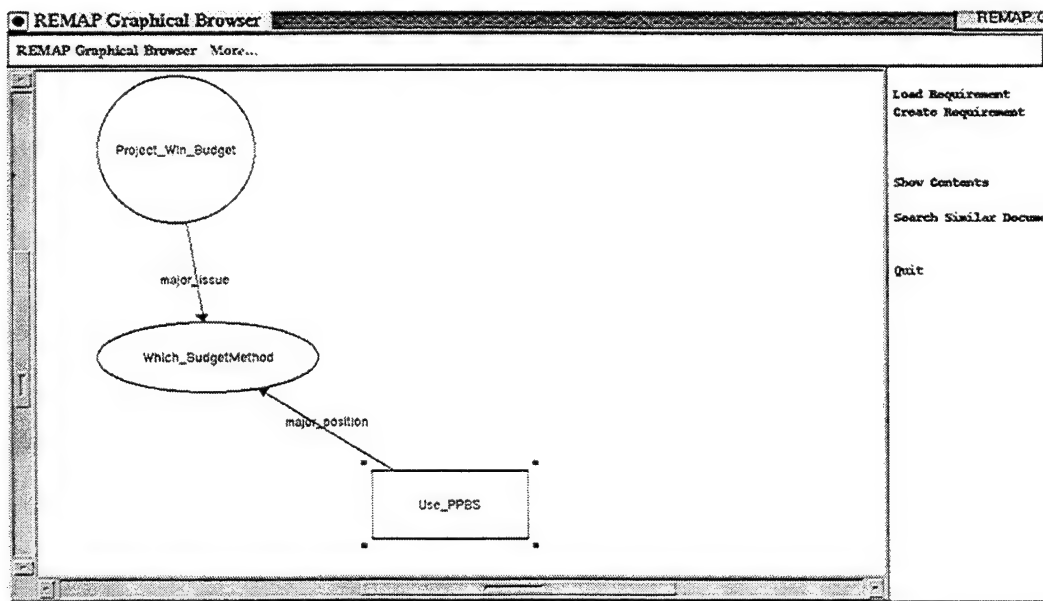 REMAP Graphical Browser
REMAP G
REMAP Graphical Browser More...
Load Requirement
Create Requirement
Show Contents
Search Similar Docume
Quit
Project_Win_Budget
major_issue
Which_BudgetMethod
major_position
Use_PPBS